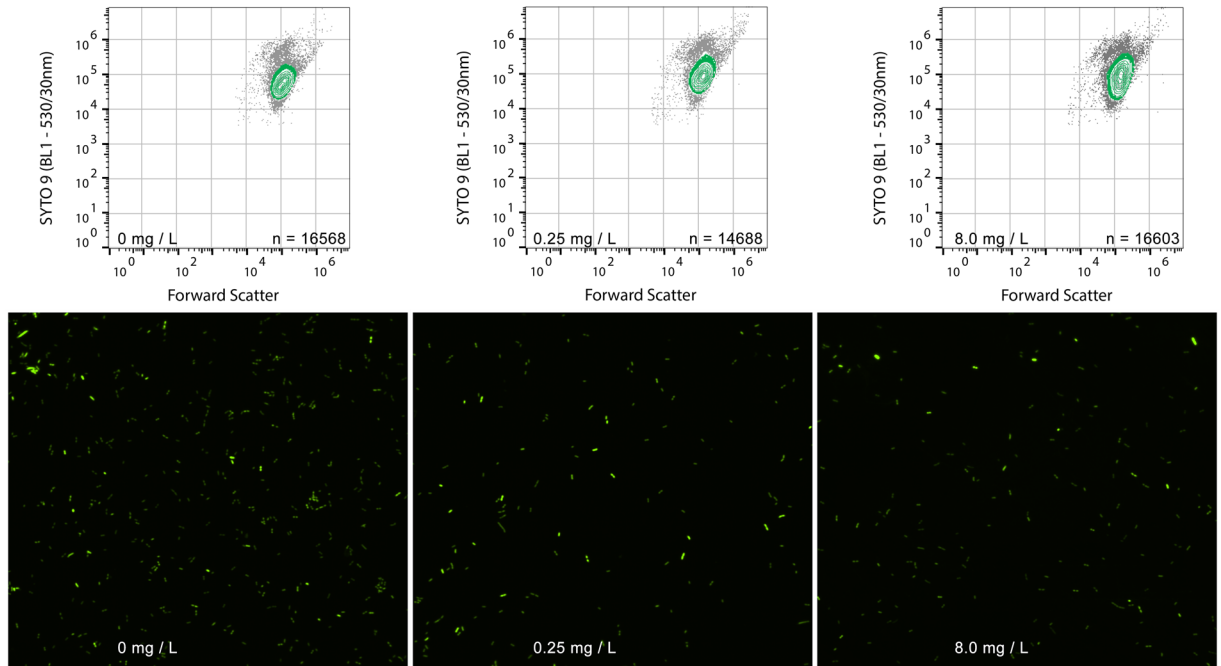 SYTO 9 (BL1 - 530/30nm)
10^6
10^5
10^4
10^3
10^2
10^1
10^0
0 mg / L
n = 16568
10^0
10^2
10^4
10^6
Forward Scatter
SYTO 9 (BL1 - 530/30nm)
10^6
10^5
10^4
10^3
10^2
10^1
10^0
0.25 mg / L
n = 14688
10^0
10^2
10^4
10^6
Forward Scatter
SYTO 9 (BL1 - 530/30nm)
10^6
10^5
10^4
10^3
10^2
10^1
10^0
8.0 mg / L
n = 16603
10^0
10^2
10^4
10^6
Forward Scatter
0 mg / L
0.25 mg / L
8.0 mg / L